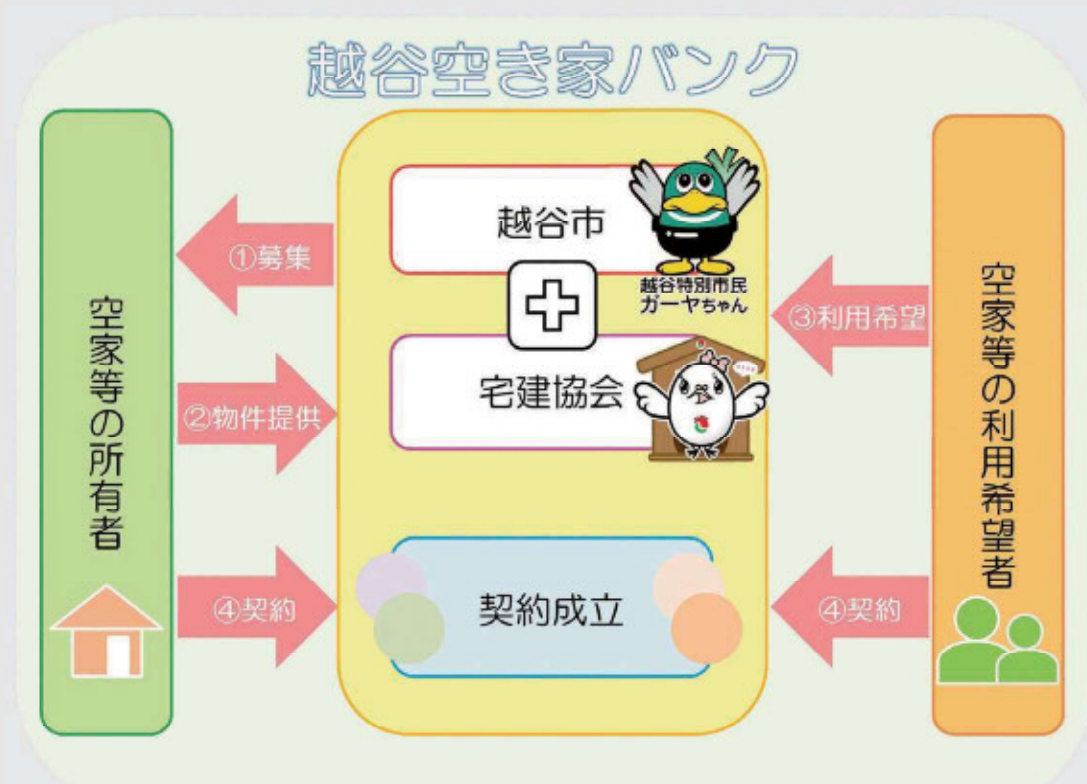 越谷空き家バンク
空家等の所有者
①募集
②物件提供
④契約
越谷市
越谷特別市民
ガーヤちゃん
宅建協会
契約成立
③利用希望
④契約
空家等の利用希望者